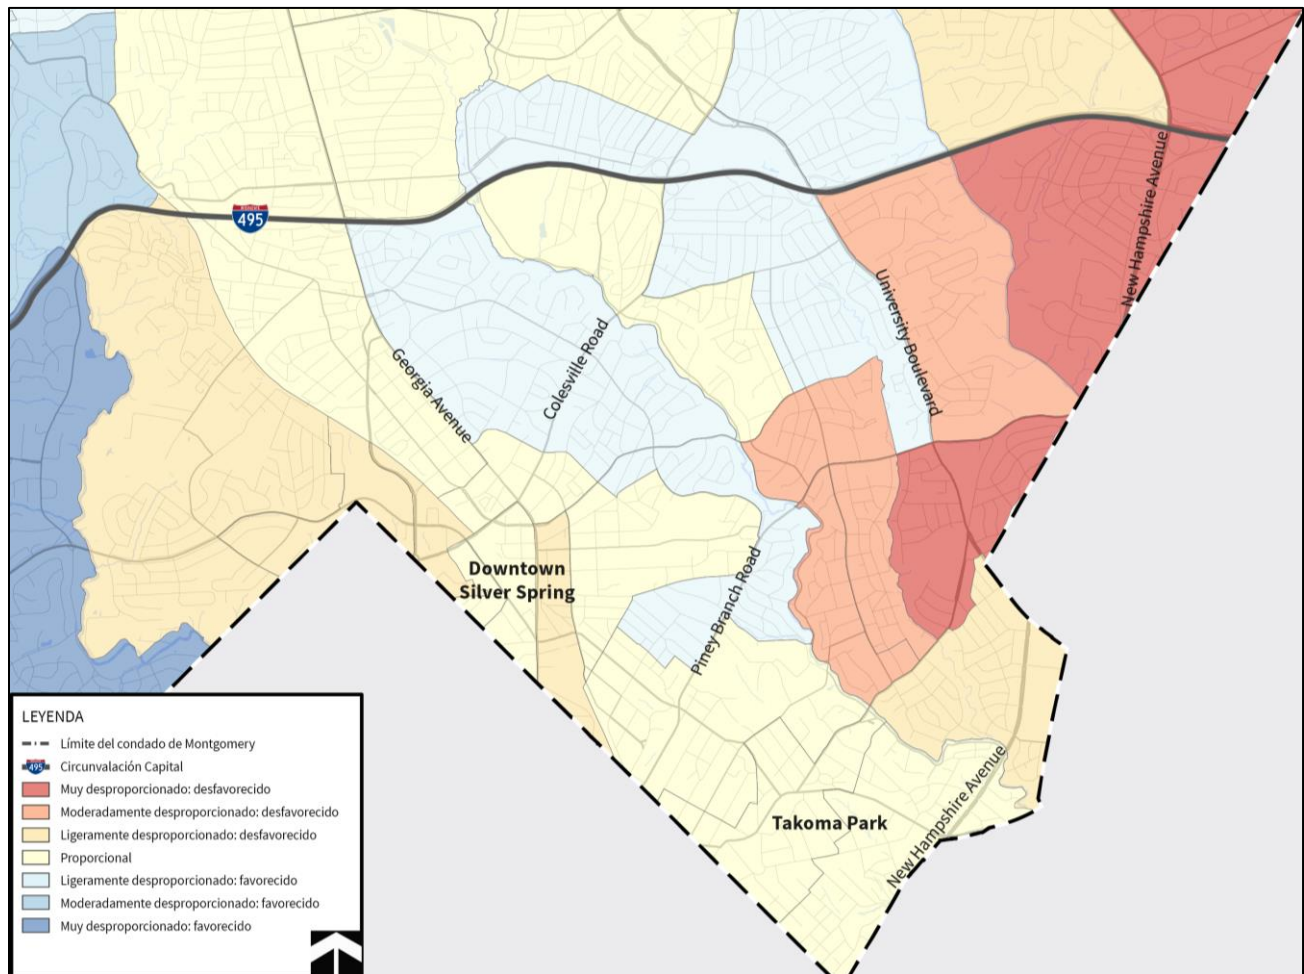 495
New Hampshire Avenue
University Boulevard
Colesville Road
Georgia Avenue
Downtown
Silver Spring
Piney Branch Road
Takoma Park
New Hampshire Avenue
LEYENDA
Límite del condado de Montgomery
495
Circunvalación Capital
Muy desproporcionado: desfavorecido
Moderadamente desproporcionado: desfavorecido
Ligeramente desproporcionado: desfavorecido
Proporcional
Ligeramente desproporcionado: favorecido
Moderadamente desproporcionado: favorecido
Muy desproporcionado: favorecido